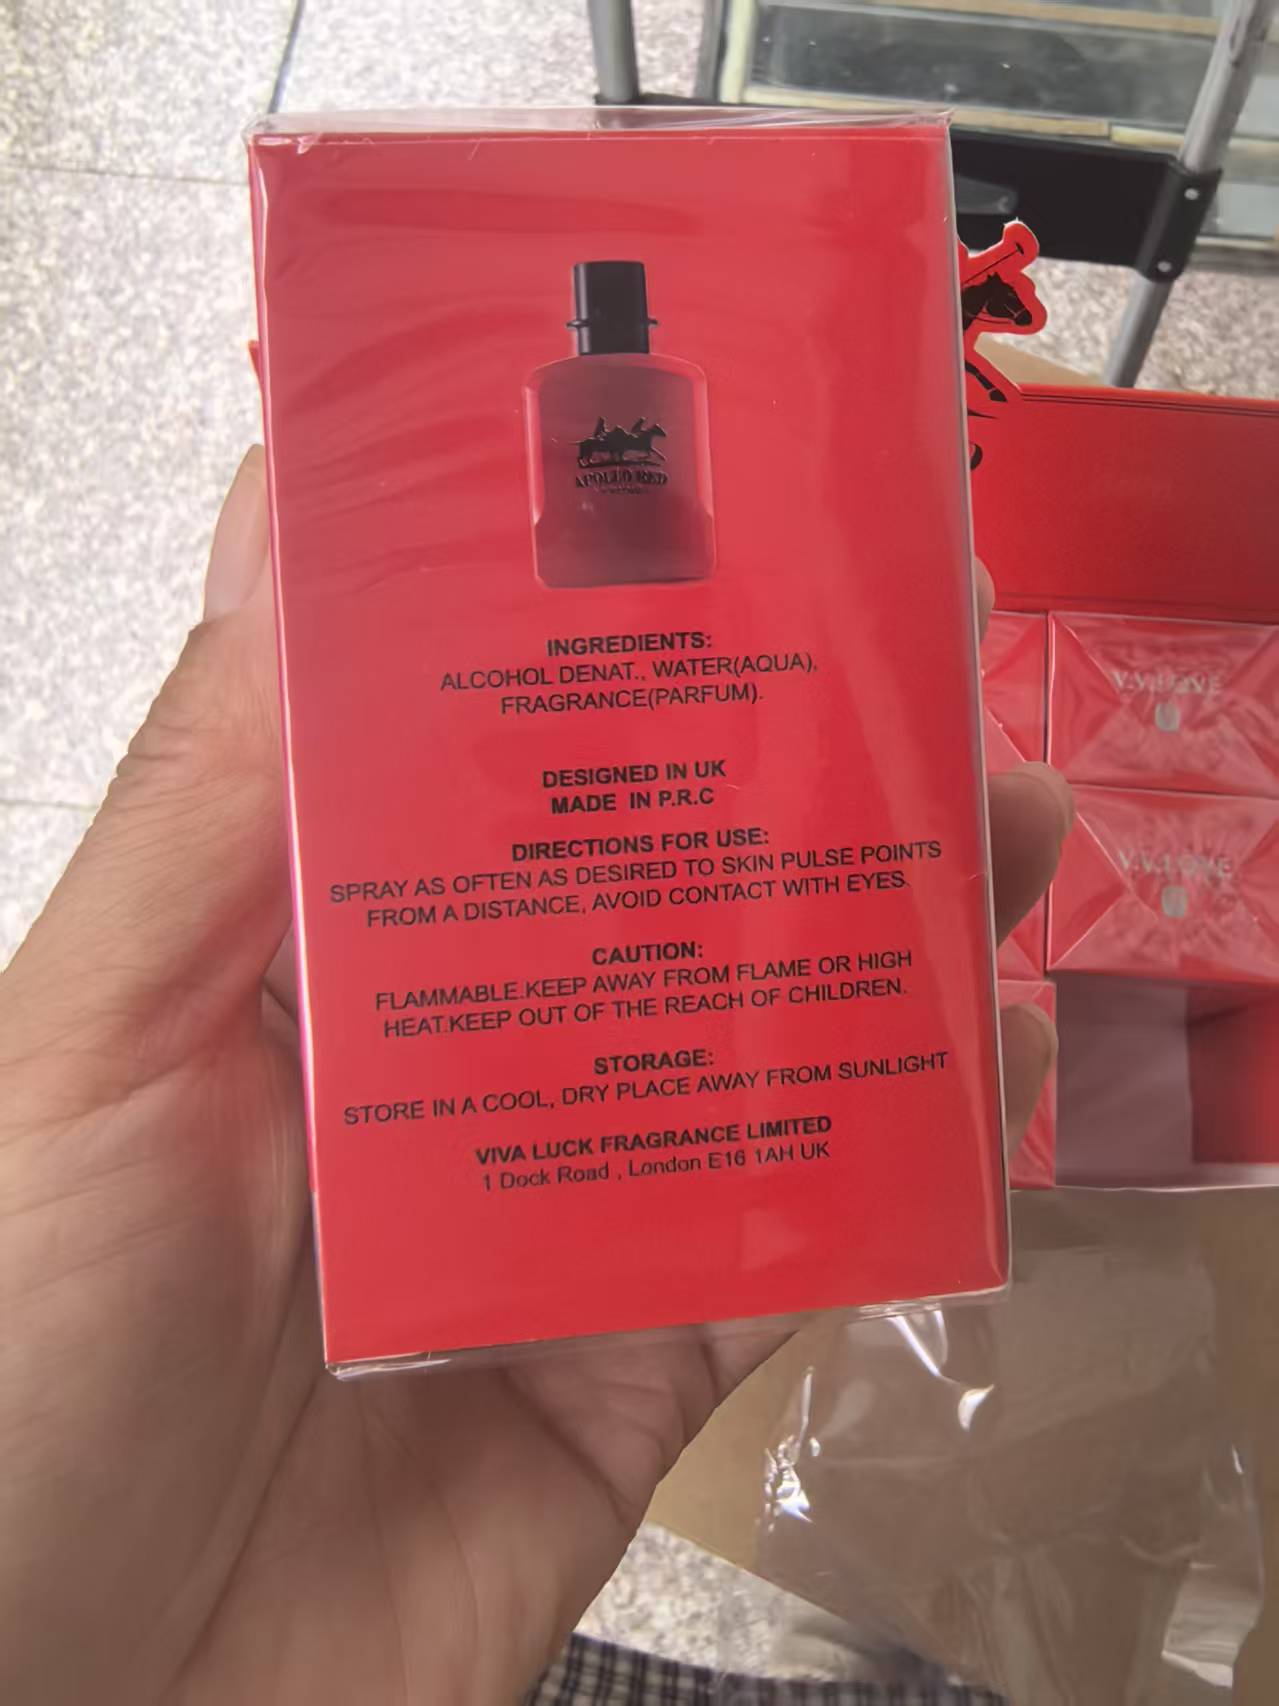 APOLLO RED
INGREDIENTS:
ALCOHOL DENAT., WATER(AQUA),
FRAGRANCE(PARFUM).
DESIGNED IN UK
MADE IN P.R.C
DIRECTIONS FOR USE:
SPRAY AS OFTEN AS DESIRED TO SKIN PULSE POINTS
FROM A DISTANCE, AVOID CONTACT WITH EYES.
CAUTION:
FLAMMABLE.KEEP AWAY FROM FLAME OR HIGH
HEAT.KEEP OUT OF THE REACH OF CHILDREN.
STORAGE:
STORE IN A COOL, DRY PLACE AWAY FROM SUNLIGHT
VIVA LUCK FRAGRANCE LIMITED
1 Dock Road , London E16 1AH UK
V.V.LOVE
V.V.LOVE